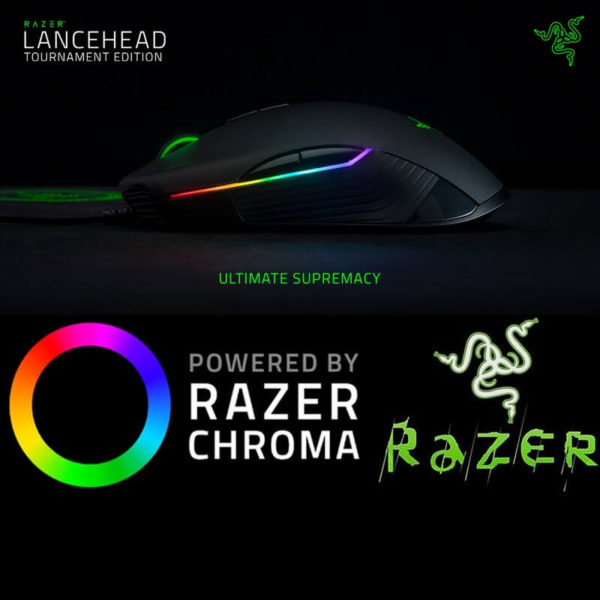 RAZER
LANCEHEAD
TOURNAMENT EDITION
ULTIMATE SUPREMACY
POWERED BY
RAZER
CHROMA
RaZER